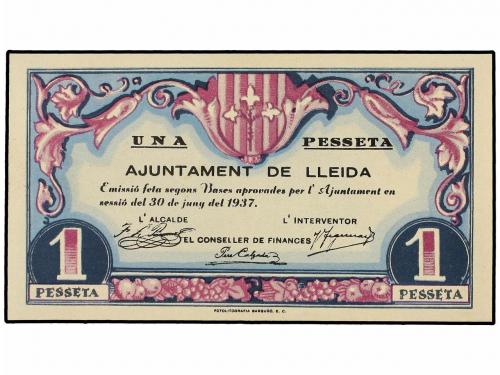 UNA PESSETA
AJUNTAMENT DE LLEIDA
Emissió feta segons Bases aprovades per l'Ajuntament en
sessió del 30 de juny del 1937.
L' ALCALDE L' INTERVENTOR
EL CONSELLER DE FINANCES
1 1
PESSETA PESSETA
FOTOLITOGRAFIA BARGUÑÓ, E. C.